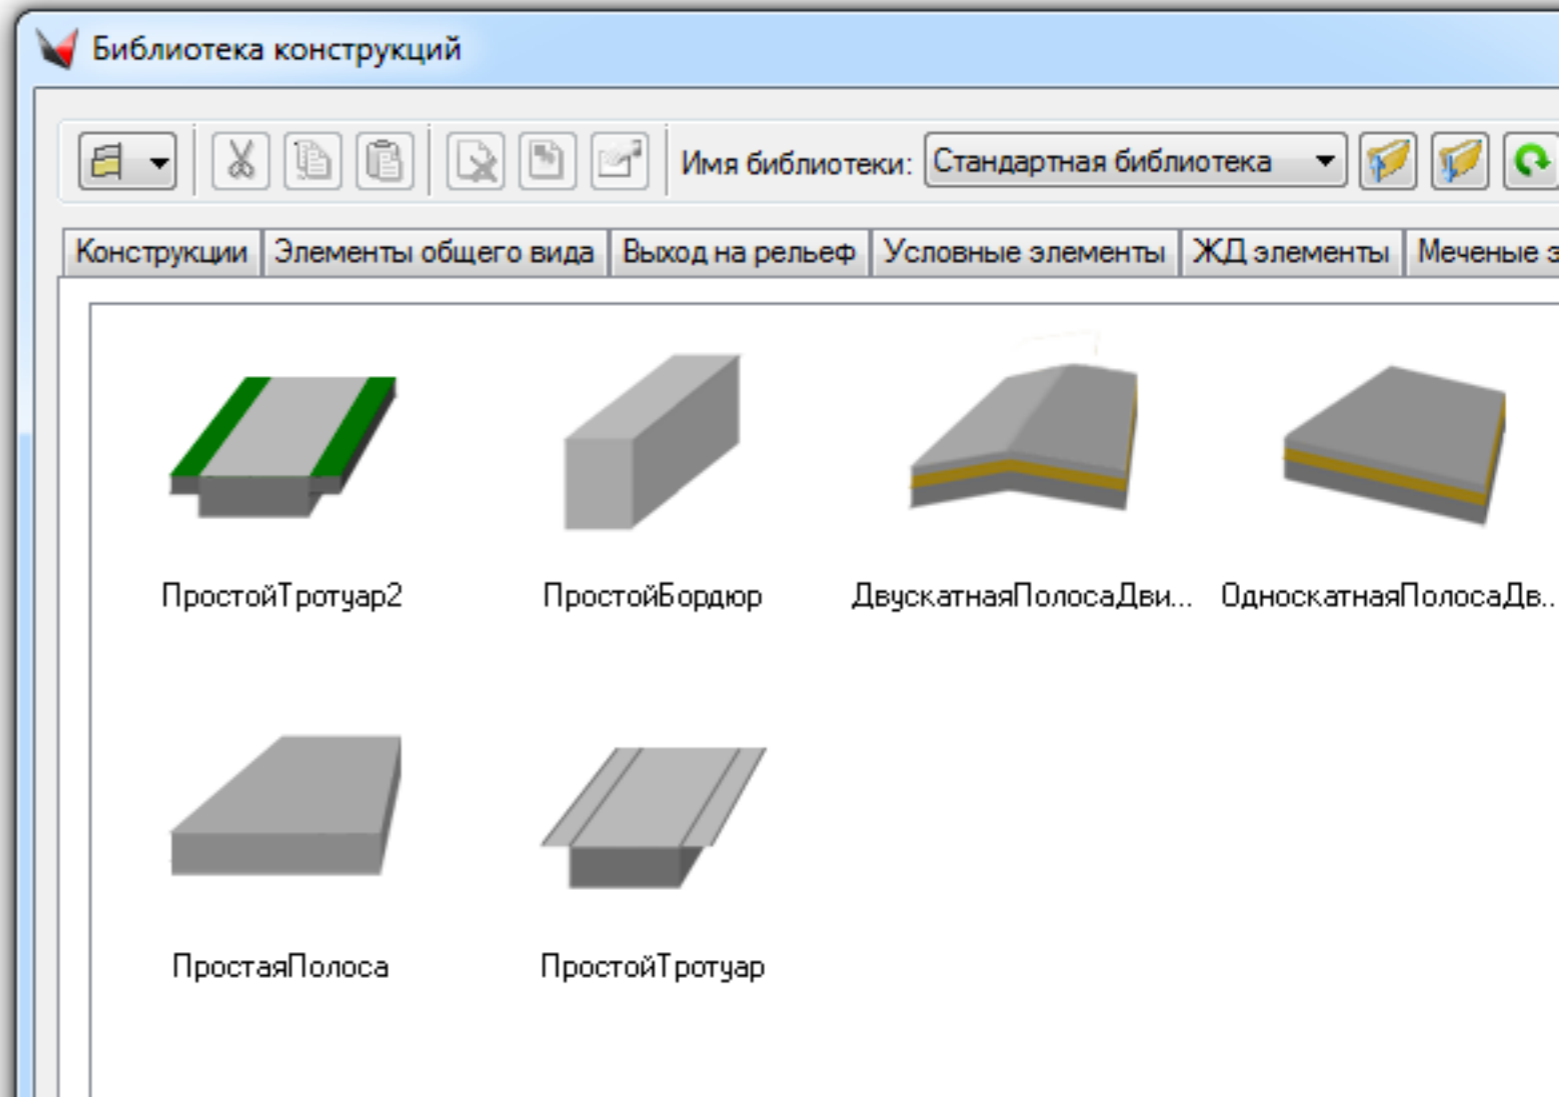 Библиотека конструкций
Имя библиотеки: Стандартная библиотека
Конструкции Элементы общего вида Выход на рельеф Условные элементы ЖД элементы Меченые
ПростойТротуар2 ПростойБордюр ДвускатнаяПолосаДви... ОдноскатнаяПолосаДв..
ПростаяПолоса ПростойТротуар